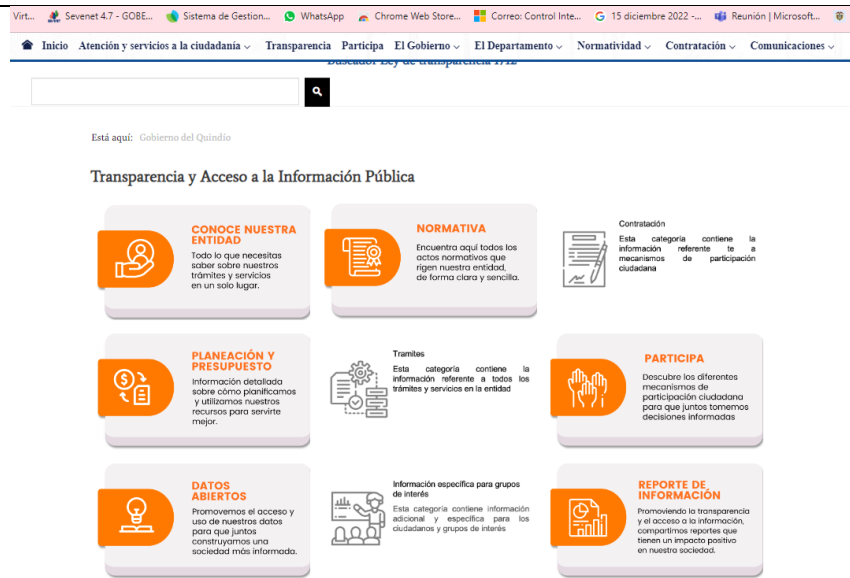 Virt... Sevenet 4.7 - GOBE... Sistema de Gestion... WhatsApp Chrome Web Store... Correo: Control Inte... 15 diciembre 2022 -... Reunión | Microsoft...
Inicio Atención y servicios a la ciudadanía Transparencia Participa El Gobierno El Departamento Normatividad Contratación Comunicaciones
Buscador Ley de transparencia 1712
Está aquí: Gobierno del Quindío
Transparencia y Acceso a la Información Pública
CONOCE NUESTRA
ENTIDAD
Todo lo que necesitas
saber sobre nuestros
trámites y servicios
en un solo lugar.
NORMATIVA
Encuentra aquí todos los
actos normativos que
rigen nuestra entidad,
de forma clara y sencilla.
Contratación
Esta categoría contiene la
información referente te a
mecanismos de participación
ciudadana
PLANEACIÓN Y
PRESUPUESTO
Información detallada
sobre cómo planificamos
y utilizamos nuestros
recursos para servirte
mejor.
Tramites
Esta categoría contiene la
información referente a todos los
trámites y servicios en la entidad
PARTICIPA
Descubre los diferentes
mecanismos de
participación ciudadana
para que juntos tomemos
decisiones informadas
DATOS
ABIERTOS
Promovemos el acceso y
uso de nuestros datos
para que juntos
construyamos una
sociedad más informada.
Información específica para grupos
de interés
Esta categoría contiene información
adicional y específica para los
ciudadanos y grupos de interés
REPORTE DE
INFORMACIÓN
Promoviendo la transparencia
y el acceso a la información,
compartimos reportes que
tienen un impacto positivo
en nuestra sociedad.